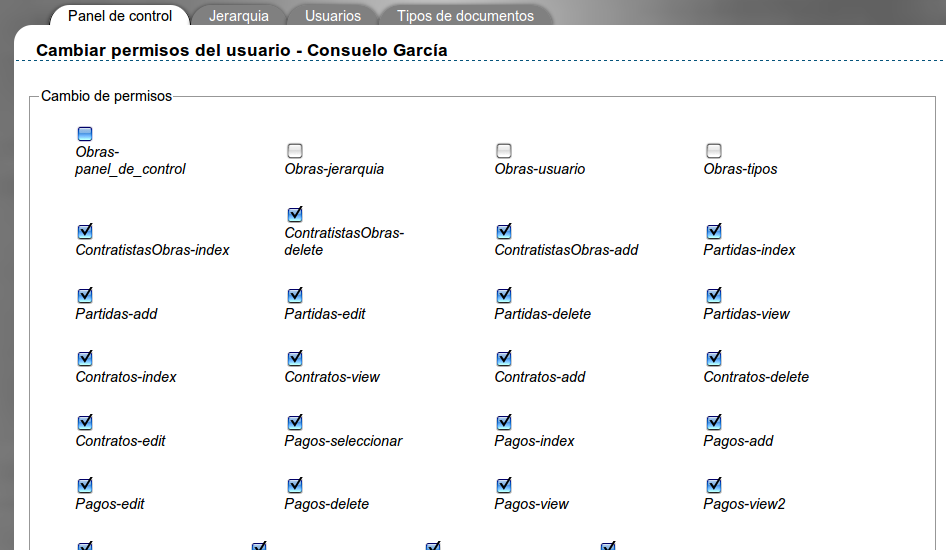 Panel de control Jerarquia Usuarios Tipos de documentos
Cambiar permisos del usuario - Consuelo García
Cambio de permisos
Obras-
panel_de_control Obras-jerarquia Obras-usuario Obras-tipos
ContratistasObras-index ContratistasObras-
delete ContratistasObras-add Partidas-index
Partidas-add Partidas-edit Partidas-delete Partidas-view
Contratos-index Contratos-view Contratos-add Contratos-delete
Contratos-edit Pagos-seleccionar Pagos-index Pagos-add
Pagos-edit Pagos-delete Pagos-view Pagos-view2